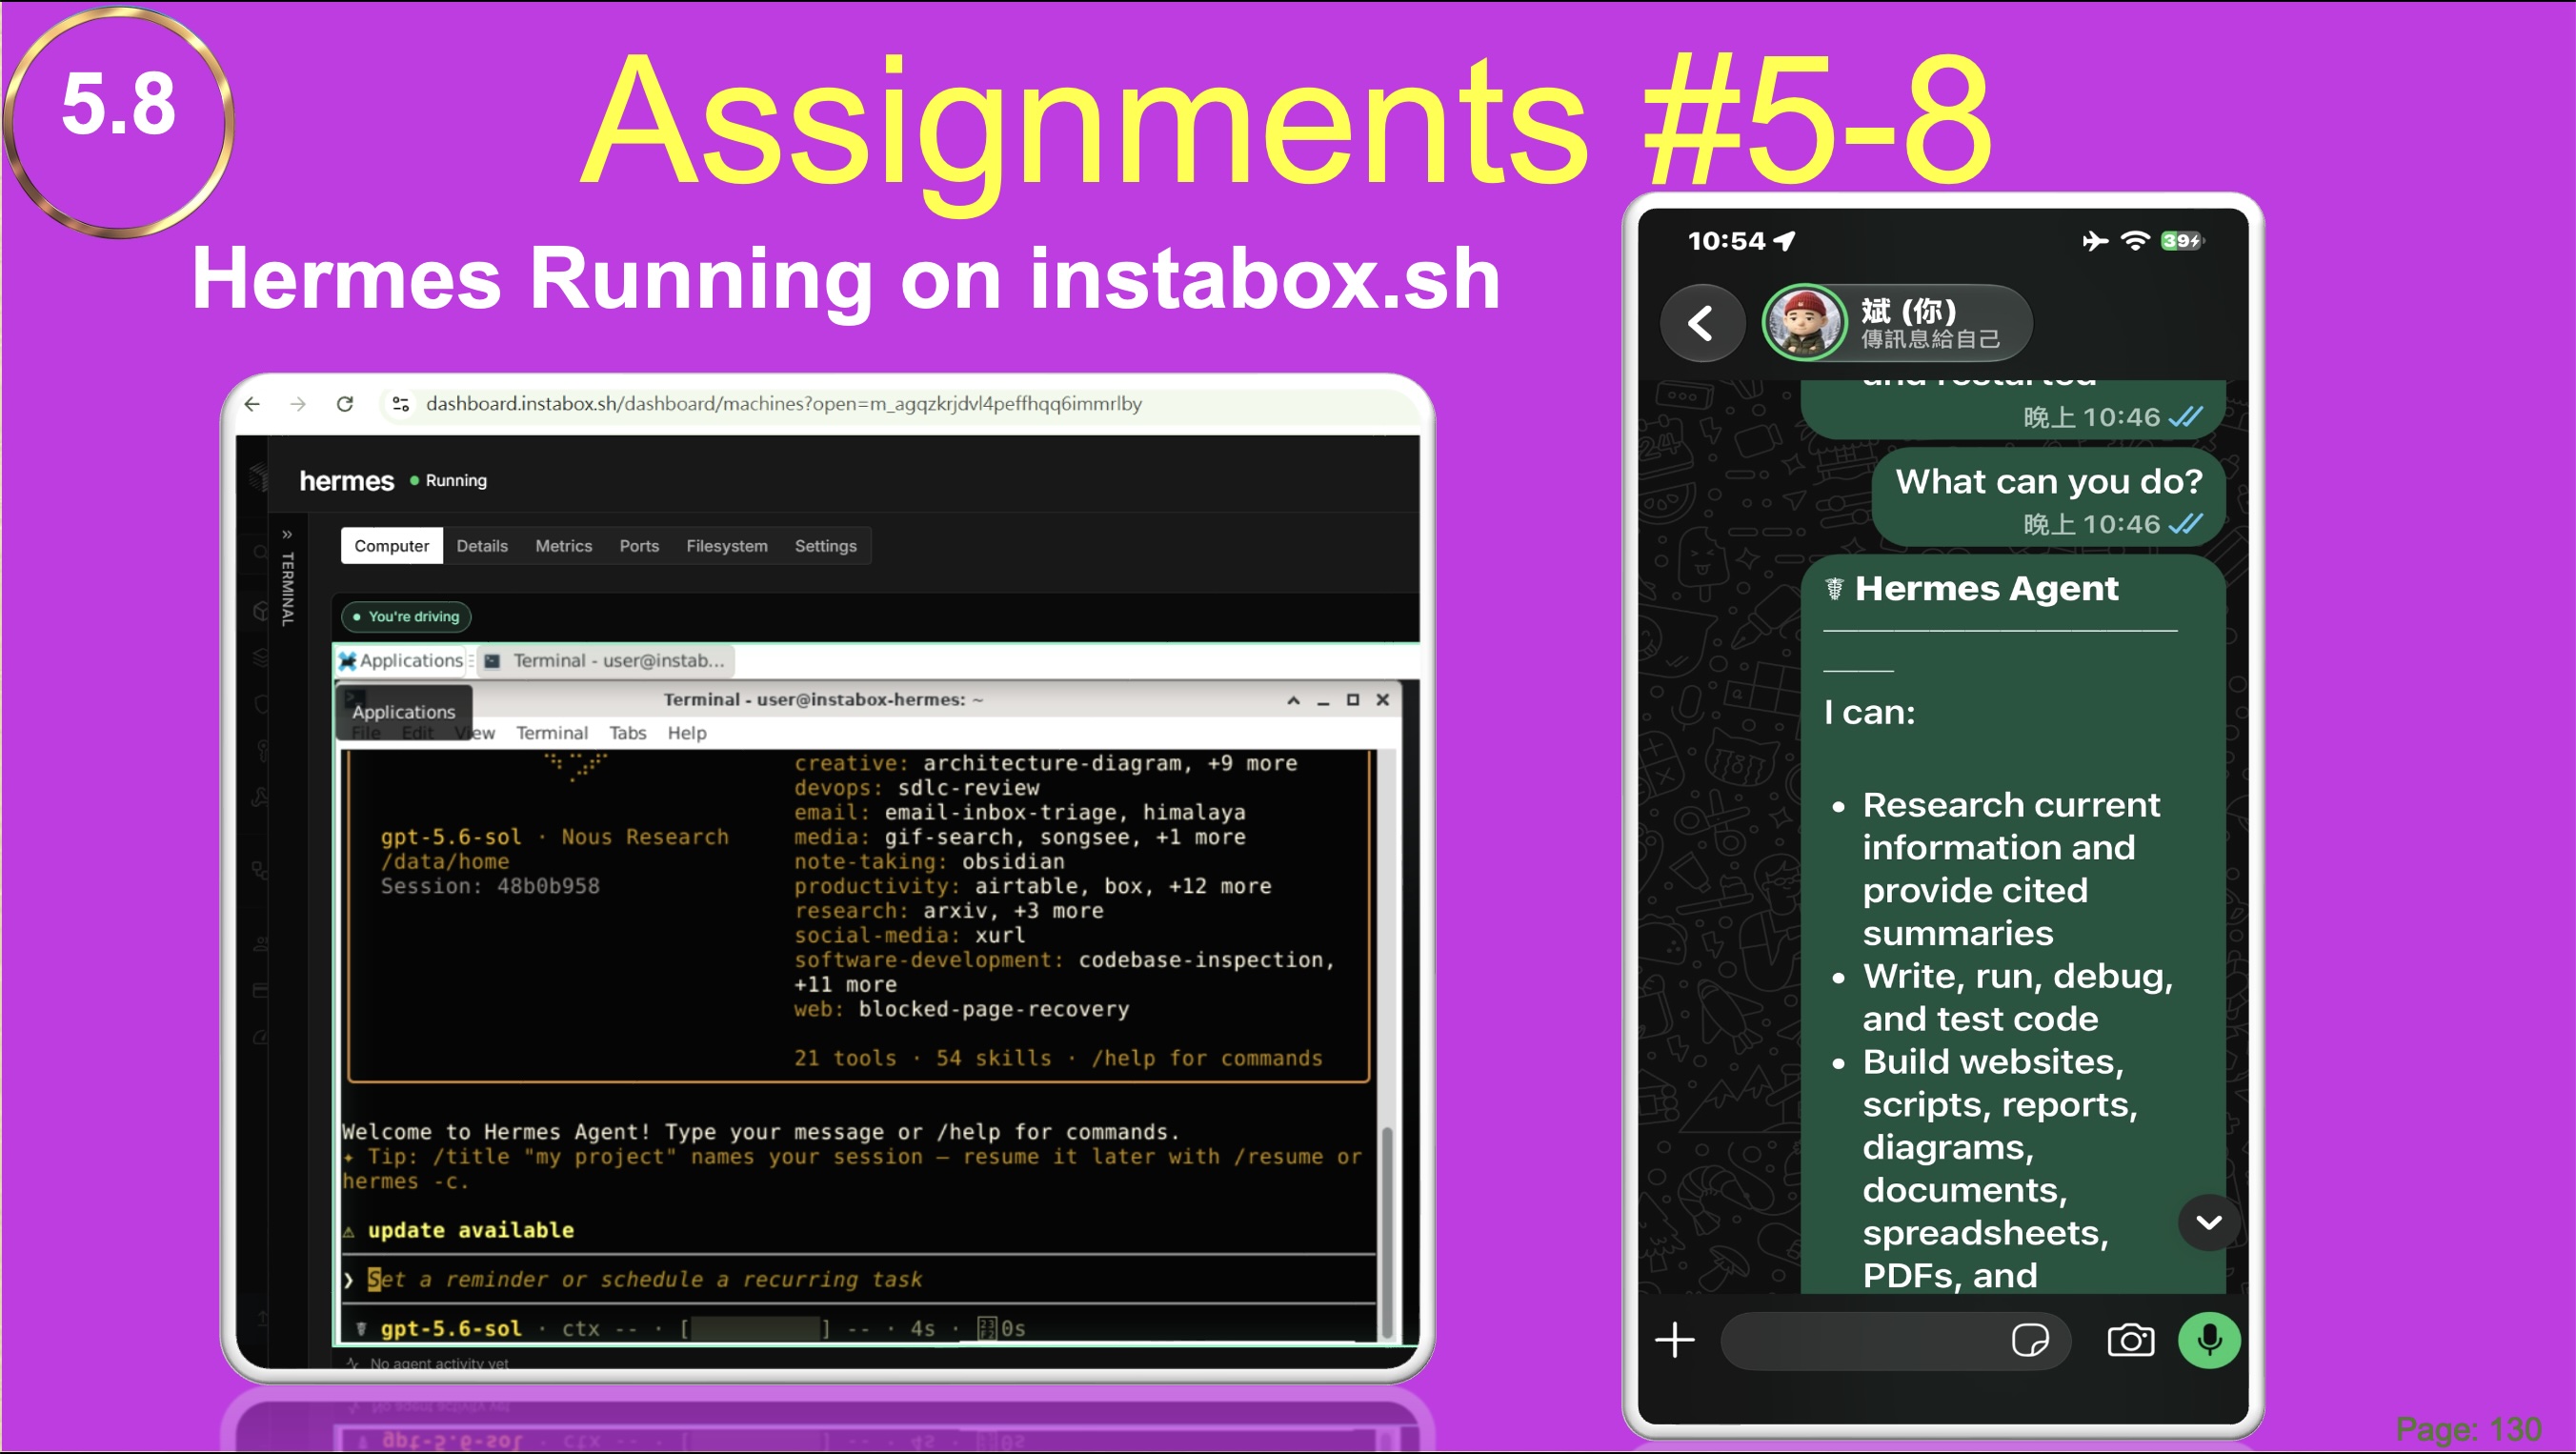 5.8
Assignments #5-8
Hermes Running on instabox.sh
dashboard.instabox.sh/dashboard/machines?open=m_agqzkrjdvl4peffhqq6immrlby
hermes
Running
TERMINAL
Computer
Details
Metrics
Ports
Filesystem
Settings
You're driving
Applications
Terminal - user@instab...
Terminal - user@instabox-hermes: ~
Applications
File Edit View Terminal Tabs Help
creative: architecture-diagram, +9 more
devops: sdlc-review
email: email-inbox-triage, himalaya
media: gif-search, songsee, +1 more
note-taking: obsidian
productivity: airtable, box, +12 more
research: arxiv, +3 more
social-media: xurl
software-development: codebase-inspection,
+11 more
web: blocked-page-recovery
21 tools · 54 skills · /help for commands
gpt-5.6-sol · Nous Research
/data/home
Session: 48b0b958
Welcome to Hermes Agent! Type your message or /help for commands.
✦ Tip: /title "my project" names your session — resume it later with /resume or
hermes -c.
⚠ update available
❯ Set a reminder or schedule a recurring task
gpt-5.6-sol · ctx -- · [ ] -- · 4s · 0s
No agent activity yet
10:54
39
斌 (你)
傳訊息給自己
and restarted
晚上 10:46
What can you do?
晚上 10:46
Hermes Agent
I can:
• Research current
information and
provide cited
summaries
• Write, run, debug,
and test code
• Build websites,
scripts, reports,
diagrams,
documents,
spreadsheets,
PDFs, and
Page: 130